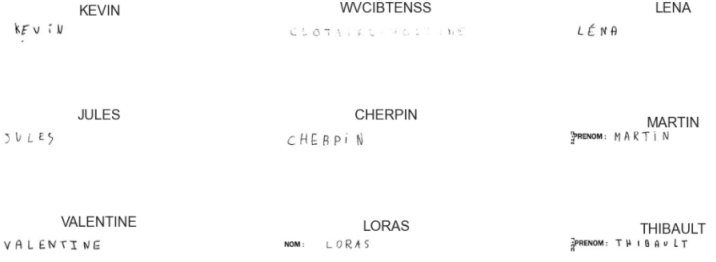 KEVIN WVCIBTENSS LENA
KEViN LÉNA
JULES CHERPIN MARTIN
JULES CHERPiN PRENOM : MARTiN
VALENTINE LORAS THIBAULT
VALENTINE NOM : LORAS PRENOM : THIBAULT